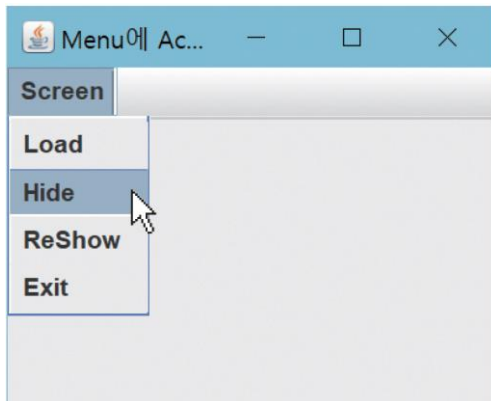 Menu에 Ac...
Screen
Load
Hide
ReShow
Exit